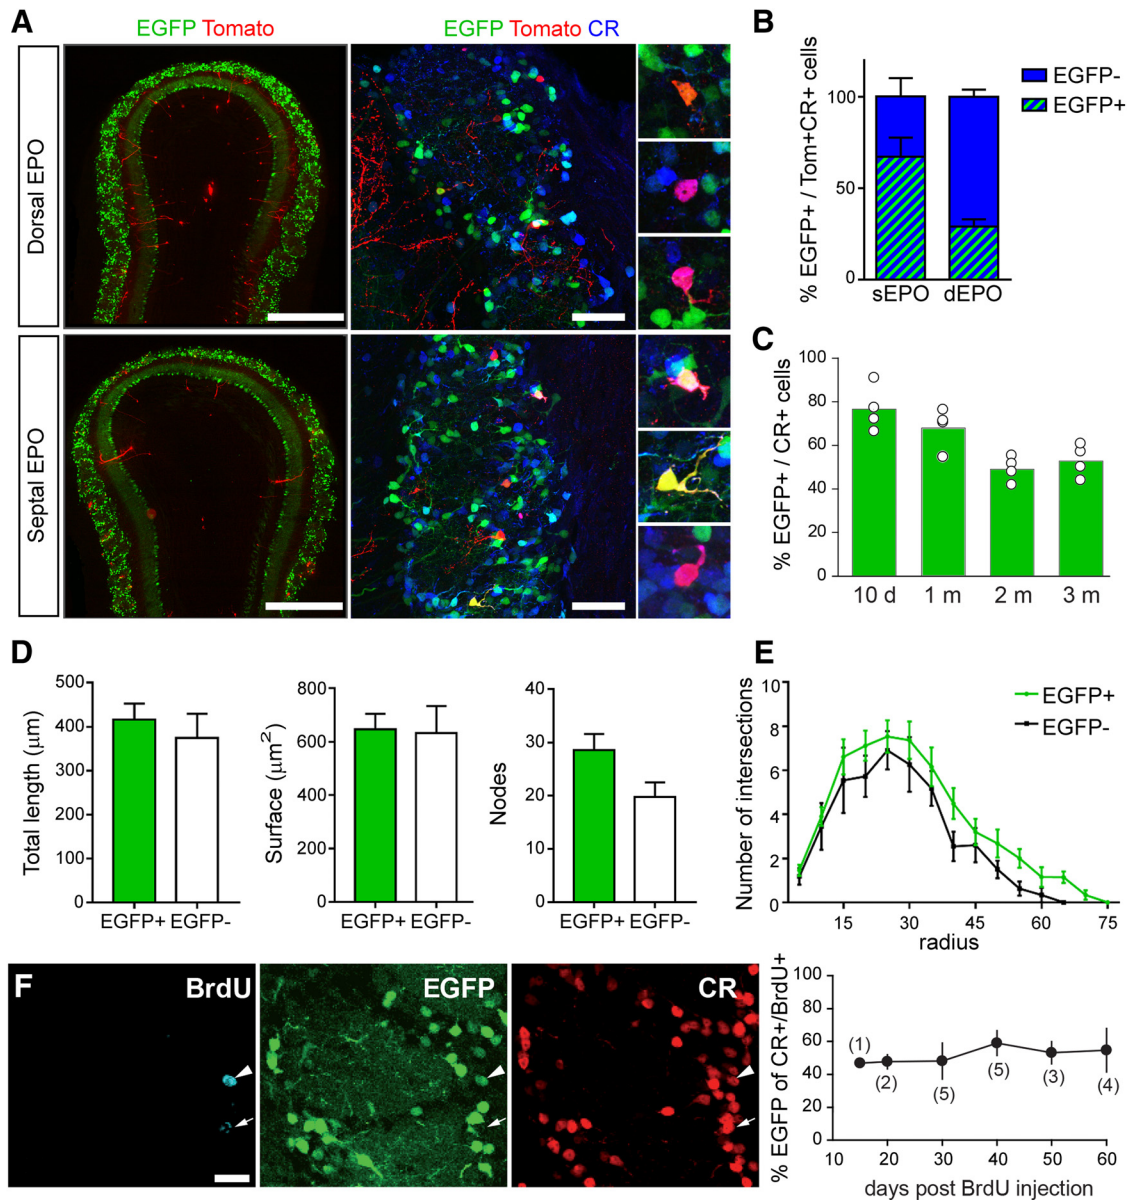 A
EGFP Tomato
EGFP Tomato CR
Dorsal EPO
Septal EPO
B
% EGFP+ / Tom+CR+ cells
100
50
0
sEPO
dEPO
EGFP-
EGFP+
C
% EGFP+ / CR+ cells
100
80
60
40
60
80
0
10 d
1 m
2 m
3 m
D
Total length (μm)
500
400
300
400
100
0
EGFP+ EGFP-
Surface (μm²)
800
600
400
200
0
EGFP+ EGFP-
Nodes
40
30
20
10
0
EGFP+ EGFP-
E
Number of intersections
10
8
6
4
2
0
15
30
45
60
75
radius
EGFP+
EGFP-
F
BrdU
EGFP
CR
% EGFP of CR+/BrdU+
100
80
60
40
20
0
(1)
(2)
(5)
(5)
(3)
(4)
10
20
30
40
50
60
days post BrdU injection